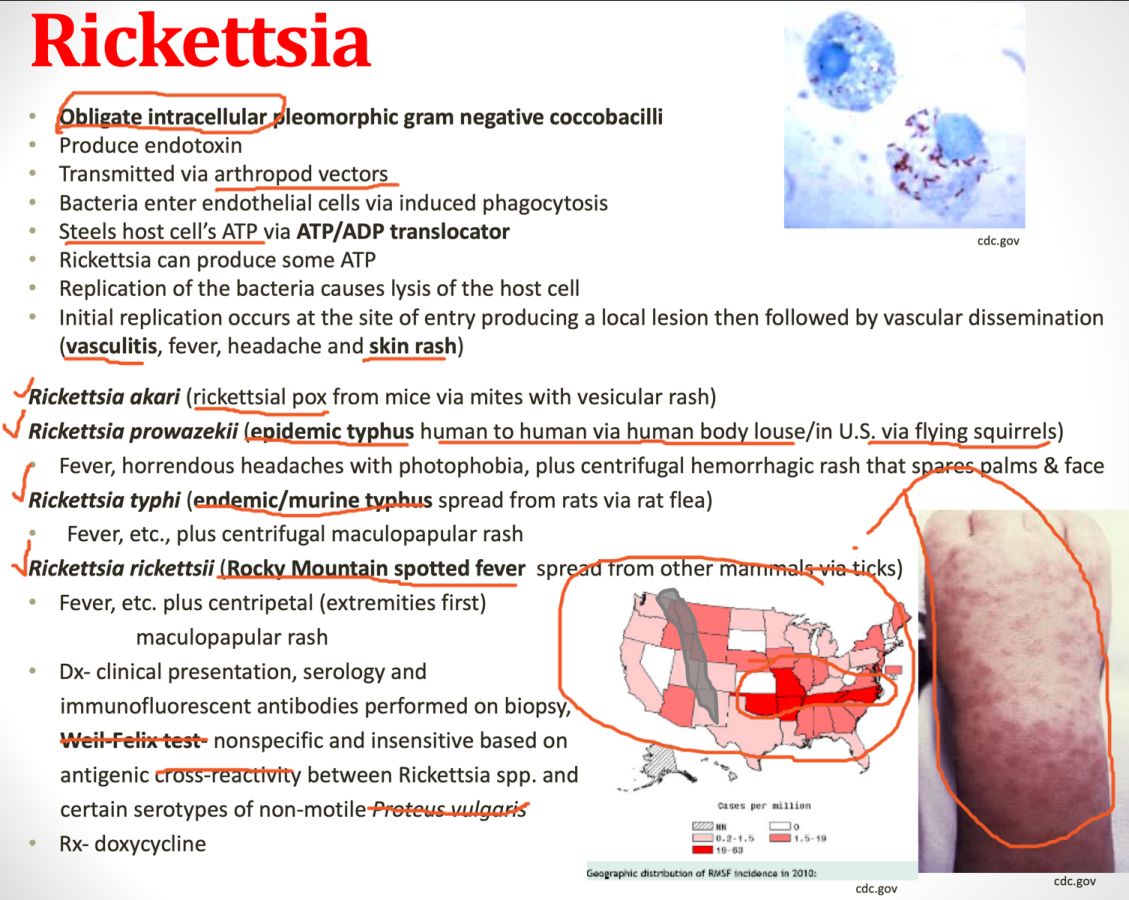 Rickettsia
• Obligate intracellular pleomorphic gram negative coccobacilli
• Produce endotoxin
• Transmitted via arthropod vectors
• Bacteria enter endothelial cells via induced phagocytosis
• Steels host cell's ATP via ATP/ADP translocator
• Rickettsia can produce some ATP
• Replication of the bacteria causes lysis of the host cell
• Initial replication occurs at the site of entry producing a local lesion then followed by vascular dissemination
(vasculitis, fever, headache and skin rash)
cdc.gov
Rickettsia akari (rickettsial pox from mice via mites with vesicular rash)
Rickettsia prowazekii (epidemic typhus human to human via human body louse/in U.S. via flying squirrels)
• Fever, horrendous headaches with photophobia, plus centrifugal hemorrhagic rash that spares palms & face
Rickettsia typhi (endemic/murine typhus spread from rats via rat flea)
• Fever, etc., plus centrifugal maculopapular rash
Rickettsia rickettsii (Rocky Mountain spotted fever spread from other mammals via ticks)
• Fever, etc. plus centripetal (extremities first)
maculopapular rash
• Dx- clinical presentation, serology and
immunofluorescent antibodies performed on biopsy,
Weil-Felix test- nonspecific and insensitive based on
antigenic cross-reactivity between Rickettsia spp. and
certain serotypes of non-motile Proteus vulgaris
• Rx- doxycycline
Cases per million
NN
0
0.2-1.5
1.5-19
19-63
Geographic distribution of RMSF incidence in 2010:
cdc.gov
cdc.gov